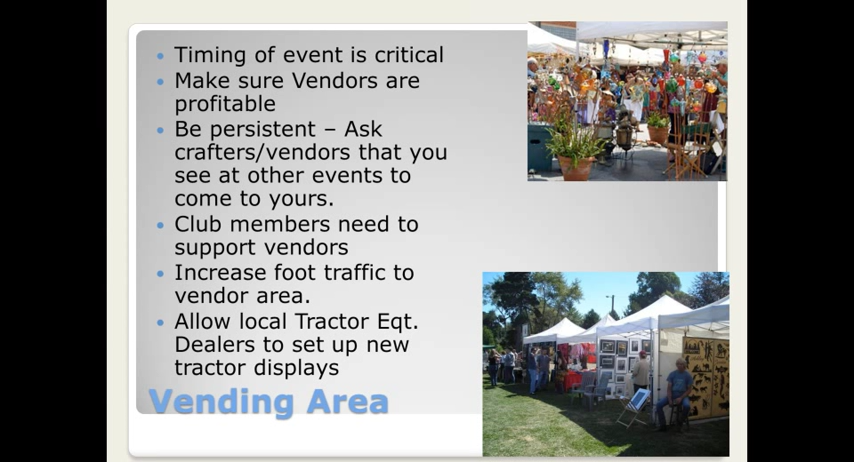 Timing of event is critical
Make sure Vendors are
profitable
Be persistent – Ask
crafters/vendors that you
see at other events to
come to yours.
Club members need to
support vendors
Increase foot traffic to
vendor area.
Allow local Tractor Eqt.
Dealers to set up new
tractor displays
Vending Area